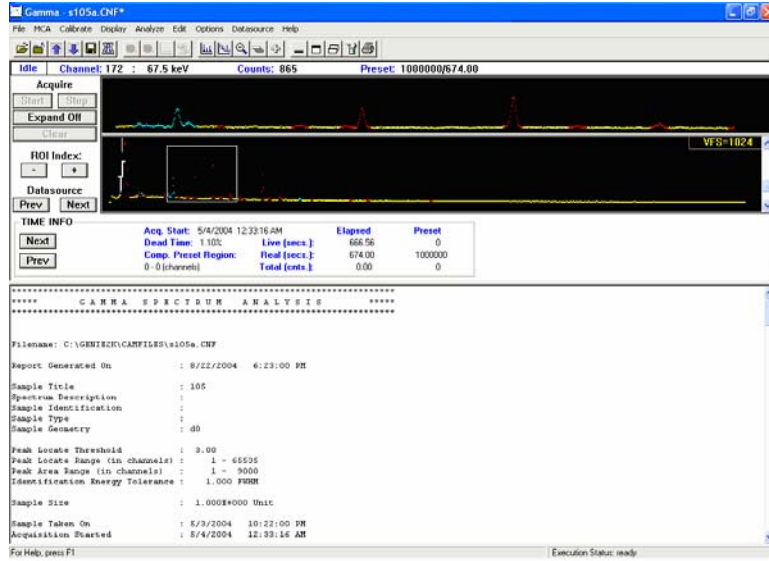 Gamma - s105a.CNF*
File MCA Calibrate Display Analyze Edit Options Datasource Help
Idle Channel: 172 : 67.5 keV Counts: 865 Preset: 1000000/674.00
Acquire
Start Stop
Expand Off
Clear
ROI Index:
- +
Datasource
Prev Next
VFS=1024
TIME INFO
Next
Prev
Acq. Start: 5/4/2004 12:33:16 AM Elapsed Preset
Dead Time: 1.10% Live (secs.): 666.56 0
Comp. Preset Region: Real (secs.): 674.00 1000000
0 - 0 (channels) Total (cnts.): 0.00 0
***** G A M M A S P E C T R U M A N A L Y S I S *****
Filename: C:\GENIE2K\CAMFILES\s105a.CNF
Report Generated On : 8/22/2004 6:23:00 PM
Sample Title : 105
Spectrum Description :
Sample Identification :
Sample Type :
Sample Geometry : d0
Peak Locate Threshold : 3.00
Peak Locate Range (in channels) : 1 - 65535
Peak Area Range (in channels) : 1 - 9000
Identification Energy Tolerance : 1.000 FWHM
Sample Size : 1.000E+000 Unit
Sample Taken On : 5/3/2004 10:22:00 PM
Acquisition Started : 5/4/2004 12:33:16 AM
For Help, press F1 Execution Status: ready